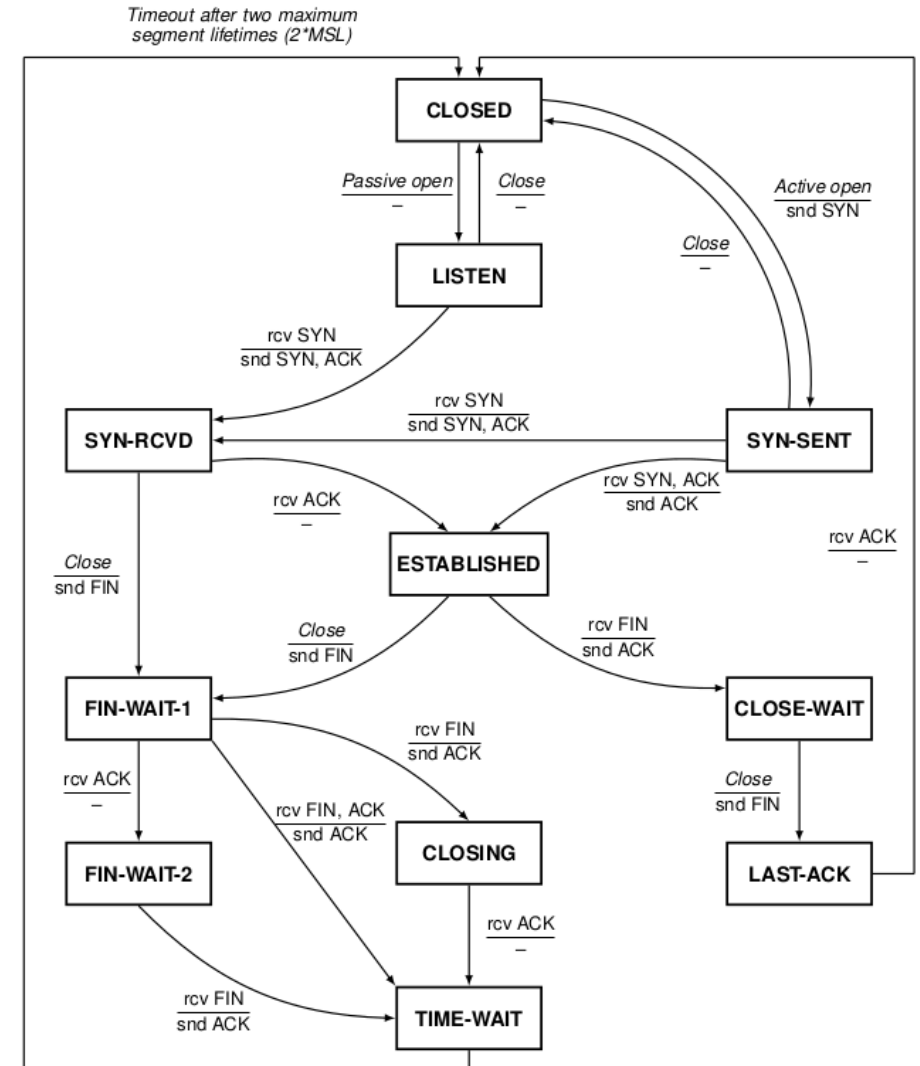 Timeout after two maximum
segment lifetimes (2*MSL)
CLOSED
Passive open
–
Close
–
Active open
snd SYN
Close
–
LISTEN
rcv SYN
snd SYN, ACK
rcv SYN
snd SYN, ACK
SYN-RCVD
SYN-SENT
rcv ACK
–
rcv SYN, ACK
snd ACK
rcv ACK
–
ESTABLISHED
Close
snd FIN
Close
snd FIN
rcv FIN
snd ACK
FIN-WAIT-1
CLOSE-WAIT
rcv FIN
snd ACK
rcv ACK
–
Close
snd FIN
rcv FIN, ACK
snd ACK
CLOSING
FIN-WAIT-2
LAST-ACK
rcv ACK
–
rcv FIN
snd ACK
TIME-WAIT